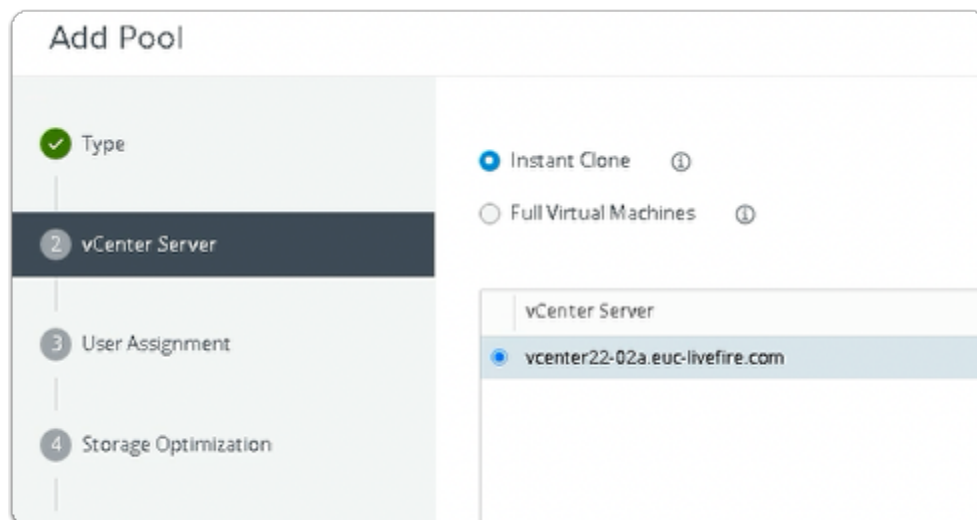 Add Pool
Type
2 vCenter Server
3 User Assignment
4 Storage Optimization
Instant Clone
Full Virtual Machines
vCenter Server
vcenter22-02a.euc-livefire.com